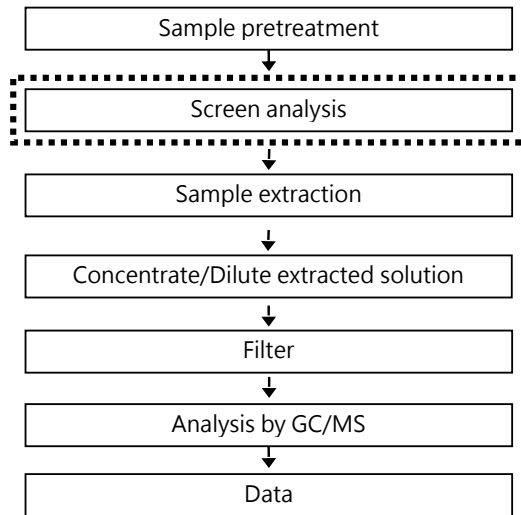 Sample pretreatment
Screen analysis
Sample extraction
Concentrate/Dilute extracted solution
Filter
Analysis by GC/MS
Data